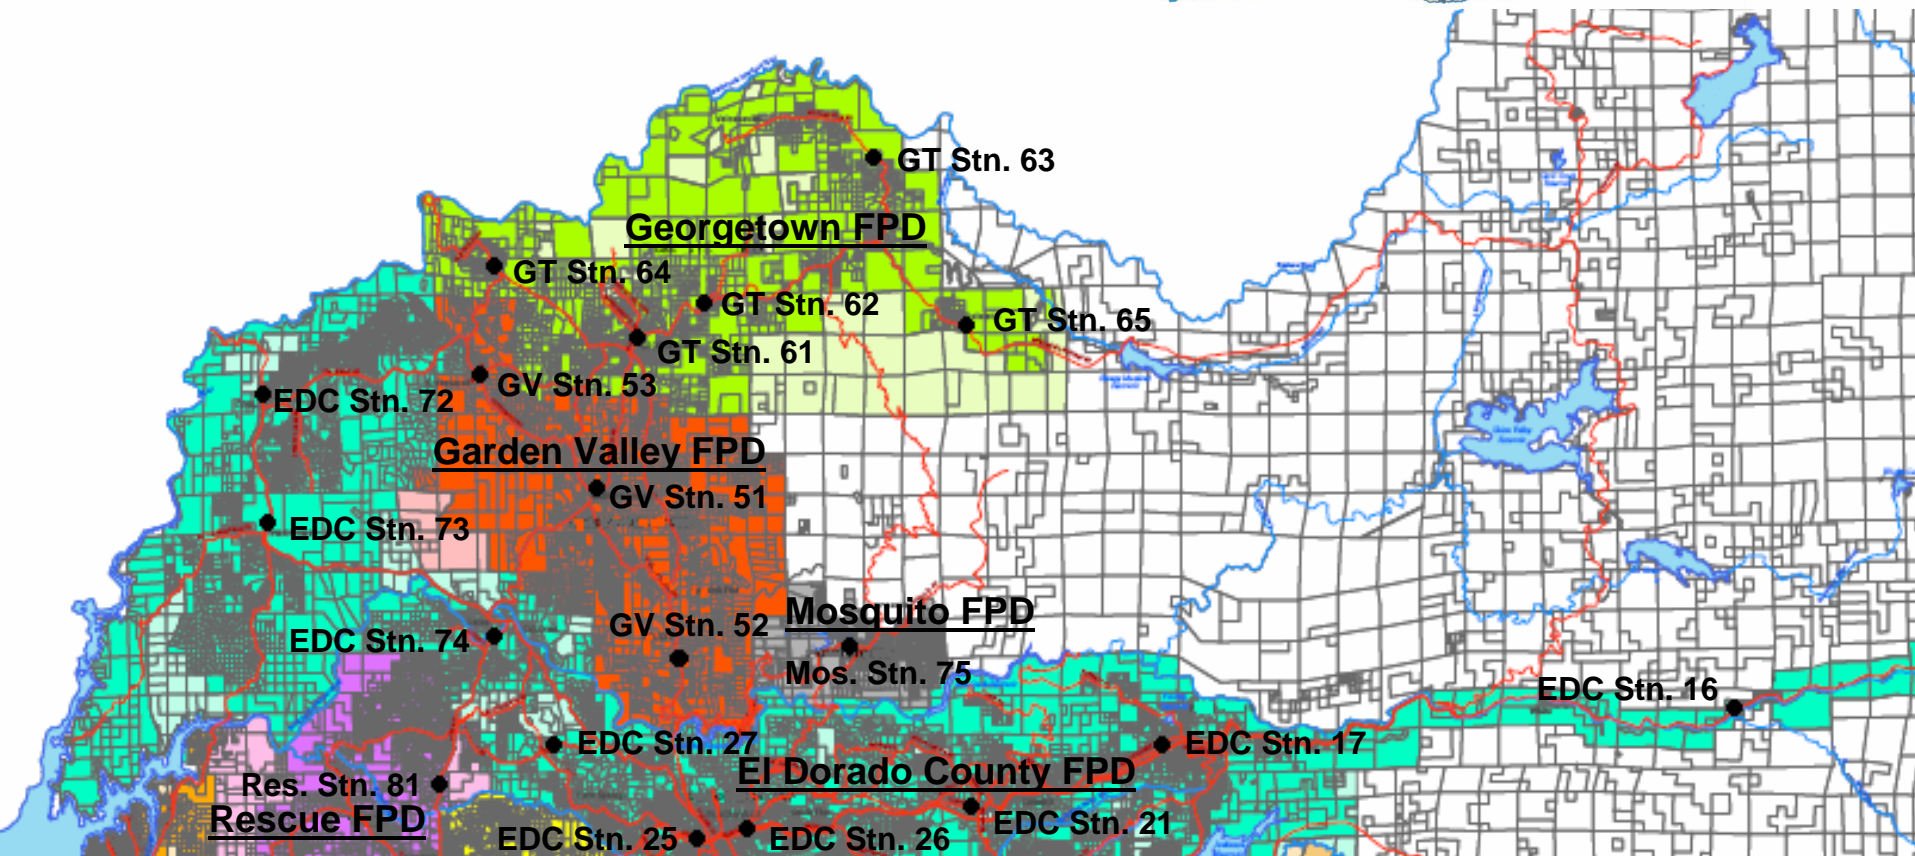 GT Stn. 63
Georgetown FPD
GT Stn. 64
GT Stn. 62
GT Stn. 65
GT Stn. 61
GV Stn. 53
EDC Stn. 72
Garden Valley FPD
GV Stn. 51
EDC Stn. 73
Mosquito FPD
GV Stn. 52
EDC Stn. 74
Mos. Stn. 75
EDC Stn. 16
EDC Stn. 27
EDC Stn. 17
El Dorado County FPD
Res. Stn. 81
Rescue FPD
EDC Stn. 21
EDC Stn. 25
EDC Stn. 26